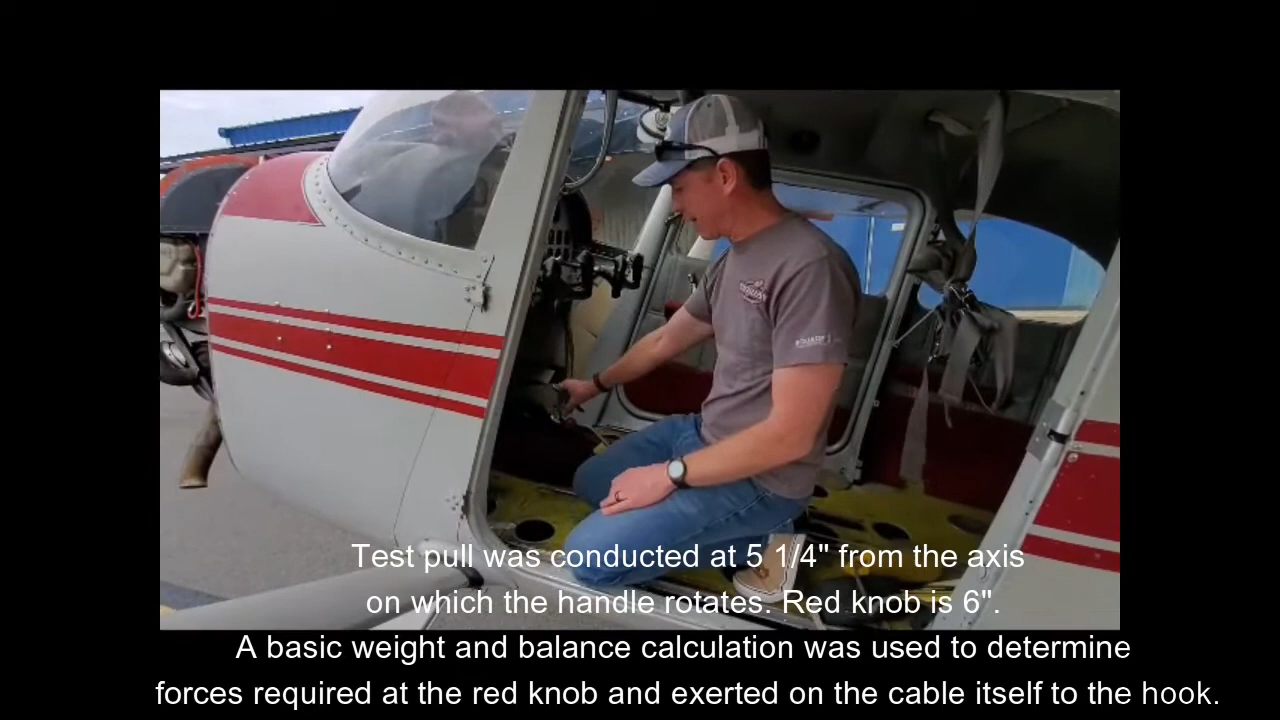 Test pull was conducted at 5 1/4" from the axis
on which the handle rotates. Red knob is 6".
A basic weight and balance calculation was used to determine
forces required at the red knob and exerted on the cable itself to the hook.